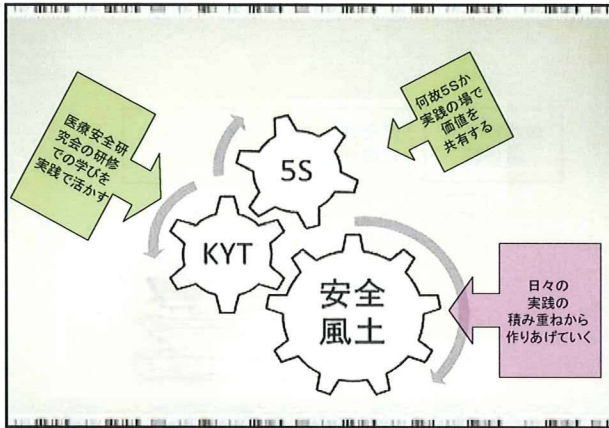 医療安全研
究会の研修
での学びを
実践で活かす
何故5Sか
実践の場で
価値を
共有する
5S
KYT
安全
風土
日々の
実践の
積み重ねから
作りあげていく